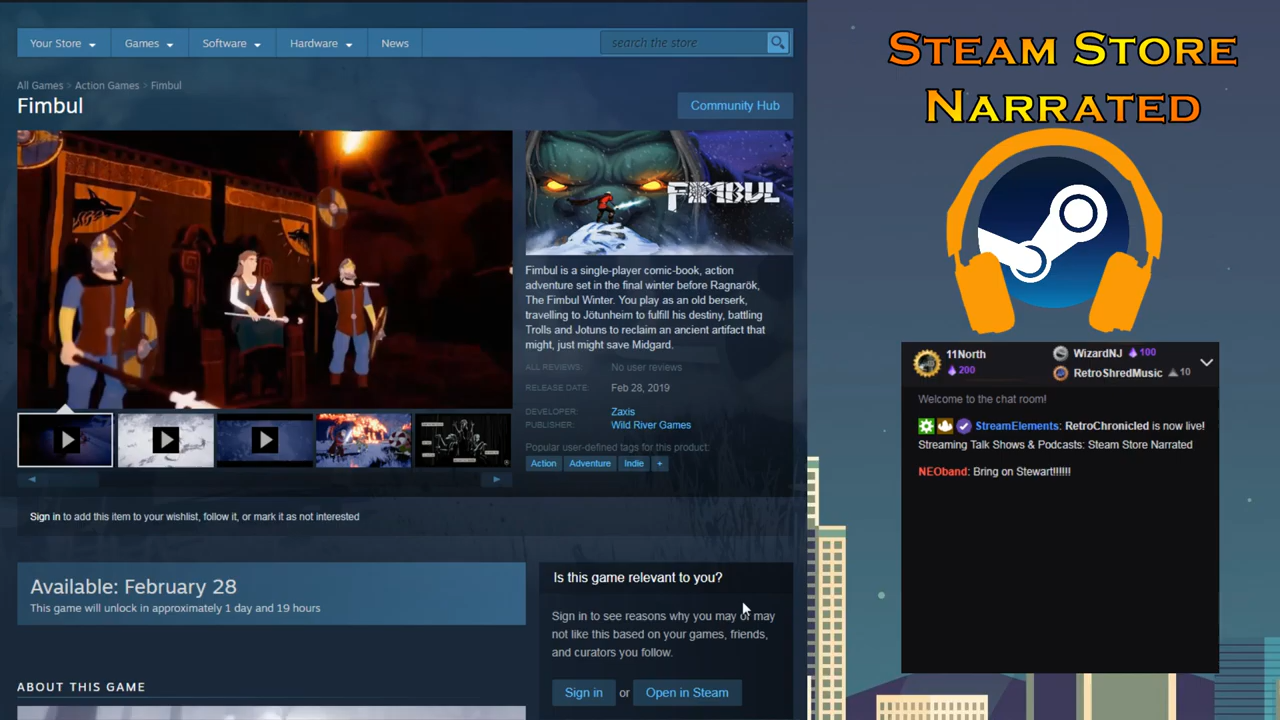 Your Store Games Software Hardware News search the store
All Games > Action Games > Fimbul
Fimbul
Community Hub
FIMBUL
Fimbul is a single-player comic-book, action
adventure set in the final winter before Ragnarök,
The Fimbul Winter. You play as an old berserk,
travelling to Jötunheim to fulfill his destiny, battling
Trolls and Jotuns to reclaim an ancient artifact that
might, just might save Midgard.
ALL REVIEWS: No user reviews
RELEASE DATE: Feb 28, 2019
DEVELOPER: Zaxis
PUBLISHER: Wild River Games
Popular user-defined tags for this product:
Action Adventure Indie +
Sign in to add this item to your wishlist, follow it, or mark it as not interested
Available: February 28
This game will unlock in approximately 1 day and 19 hours
Is this game relevant to you?
Sign in to see reasons why you may or may
not like this based on your games, friends,
and curators you follow.
Sign in or Open in Steam
ABOUT THIS GAME
STEAM STORE
NARRATED
11North
200
WizardNJ 100
RetroShredMusic 10
Welcome to the chat room!
StreamElements: RetroChronicled is now live!
Streaming Talk Shows & Podcasts: Steam Store Narrated
NEOband: Bring on Stewart!!!!!!